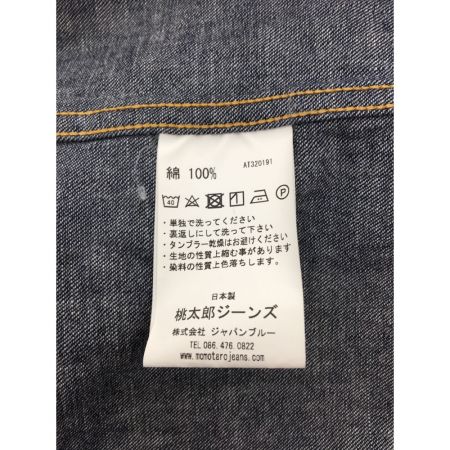 綿 100%
AT320191
40
P
・単独で洗ってください
・裏返しにして洗って下さい
・タンブラー乾燥はお避けください
・生地の性質上縮む事があります
・染料の性質上色落ちします。
日本製
桃太郎ジーンズ
株式会社 ジャパンブルー
TEL 086.476.0822
www.momotarojeans.com